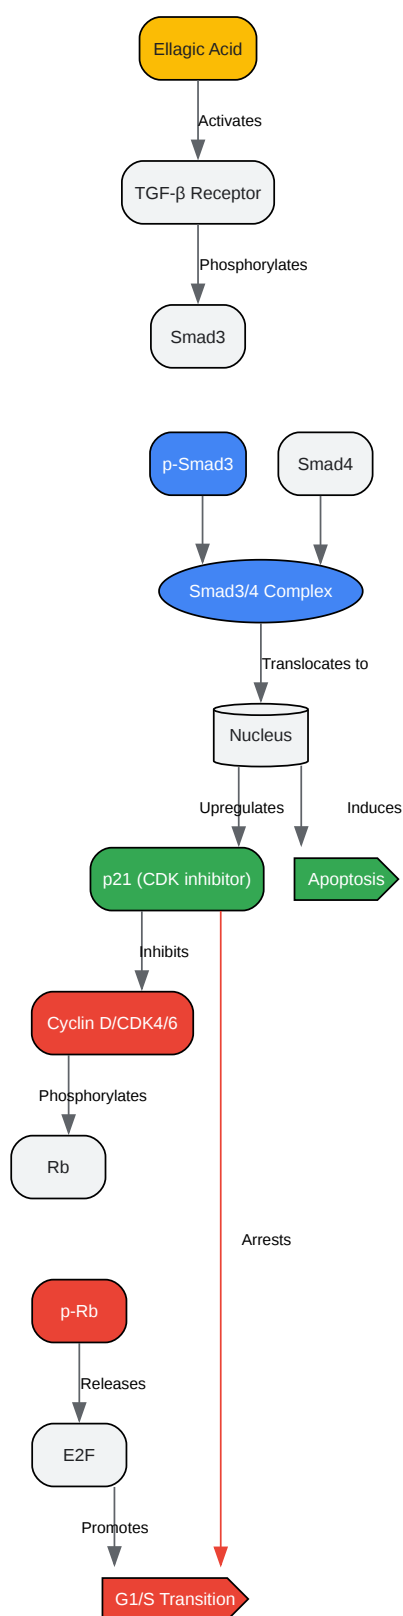 Ellagic Acid
Activates
TGF-β Receptor
Phosphorylates
Smad3
p-Smad3
Smad4
Smad3/4 Complex
Translocates to
Nucleus
Upregulates
Induces
p21 (CDK inhibitor)
Apoptosis
Inhibits
Cyclin D/CDK4/6
Phosphorylates
Rb
Arrests
p-Rb
Releases
E2F
Promotes
G1/S Transition